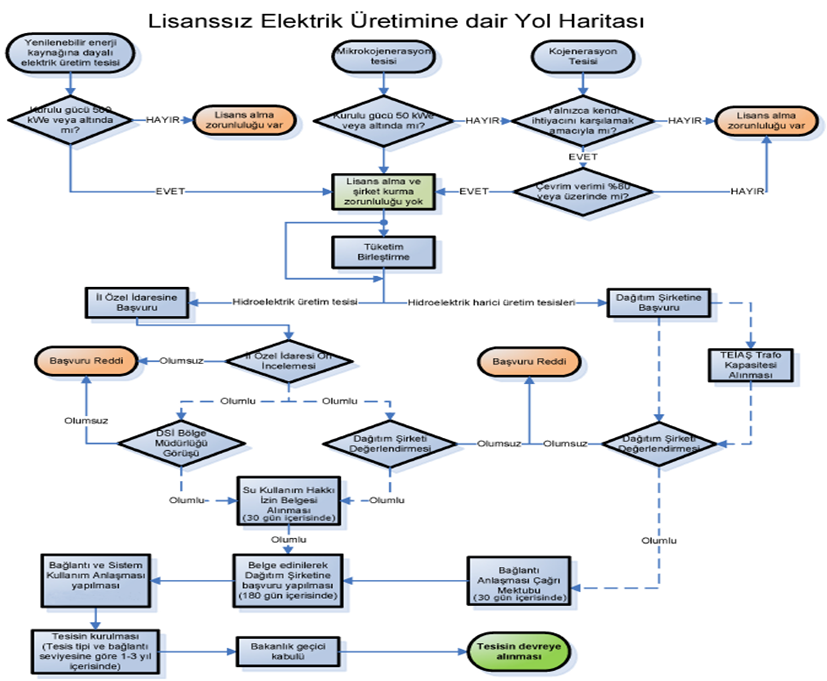 Lisanssız Elektrik Üretimine dair Yol Haritası
Yenilenebilir enerji
kaynağına dayalı
elektrik üretim tesisi
Mikrokojenerasyon
tesisi
Kojenerasyon
Tesisi
Kurulu gücü 500
kWe veya altında
mı?
HAYIR
Lisans alma
zorunluluğu var
Kurulu gücü 50 kWe
veya altında mı?
HAYIR
Yalnızca kendi
ihtiyacını karşılamak
amacıyla mı?
HAYIR
Lisans alma
zorunluluğu var
EVET
EVET
Lisans alma ve
şirket kurma
zorunluluğu yok
EVET
Çevrim verimi %80
veya üzerinde mi?
HAYIR
Tüketim
Birleştirme
İl Özel İdaresine
Başvuru
Hidroelektrik üretim tesisi
Hidroelektrik harici üretim tesisleri
Dağıtım Şirketine
Başvuru
Başvuru Reddi
Olumsuz
İl Özel İdaresi Ön
İncelemesi
Başvuru Reddi
TEİAŞ Trafo
Kapasitesi
Alınması
Olumlu
Olumlu
Olumsuz
DSİ Bölge
Müdürlüğü
Görüşü
Dağıtım Şirketi
Değerlendirmesi
Olumsuz
Olumsuz
Dağıtım Şirketi
Değerlendirmesi
Olumlu
Su Kullanım Hakkı
İzin Belgesi
Alınması
(30 gün içerisinde)
Olumlu
Olumlu
Olumlu
Bağlantı ve Sistem
Kullanım Anlaşması
yapılması
Belge edinilerek
Dağıtım Şirketine
başvuru yapılması
(180 gün içerisinde)
Bağlantı
Anlaşması Çağrı
Mektubu
(30 gün içerisinde)
Tesisin kurulması
(Tesis tipi ve bağlantı
seviyesine göre 1-3 yıl
içerisinde)
Bakanlık geçici
kabulü
Tesisin devreye
alınması